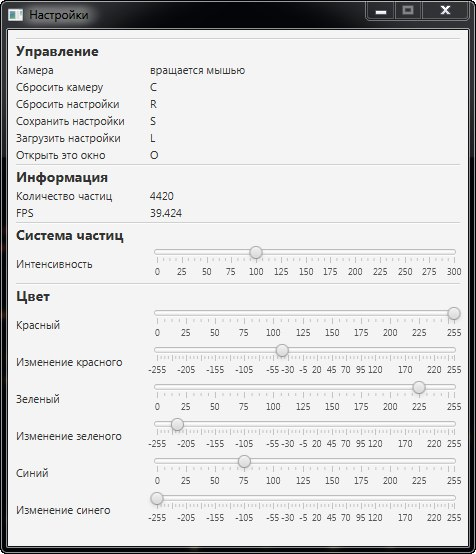 Настройки
Управление
Камера вращается мышью
Сбросить камеру C
Сбросить настройки R
Сохранить настройки S
Загрузить настройки L
Открыть это окно O
Информация
Количество частиц 4420
FPS 39.424
Система частиц
Интенсивность
0 25 50 75 100 125 150 175 200 225 250 275 300
Цвет
Красный
0 25 50 75 100 125 150 175 200 225 255
Изменение красного
-255 -205 -155 -105 -55 -30 -5 20 45 70 95 120 170 220 255
Зеленый
0 25 50 75 100 125 150 175 200 225 255
Изменение зеленого
-255 -205 -155 -105 -55 -30 -5 20 45 70 95 120 170 220 255
Синий
0 25 50 75 100 125 150 175 200 225 255
Изменение синего
-255 -205 -155 -105 -55 -30 -5 20 45 70 95 120 170 220 255